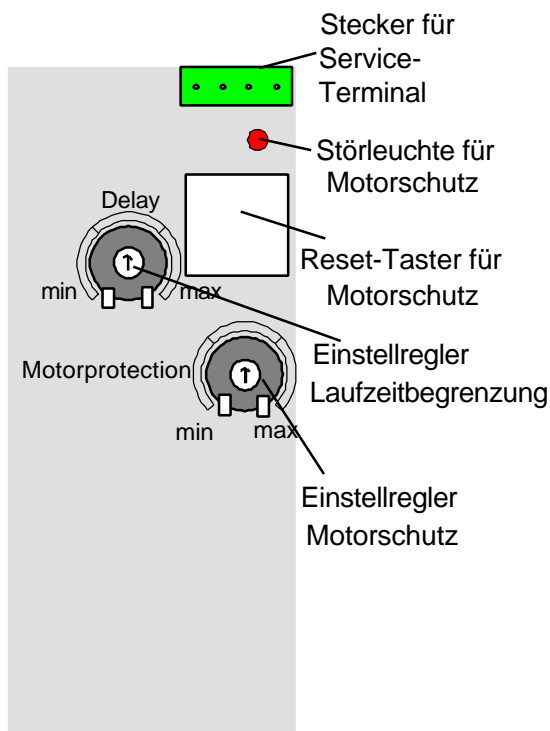 Stecker für
Service-
Terminal
Störleuchte für
Motorschutz
Delay
min
max
Reset-Taster für
Motorschutz
Motorprotection
min
max
Einstellregler
Laufzeitbegrenzung
Einstellregler
Motorschutz